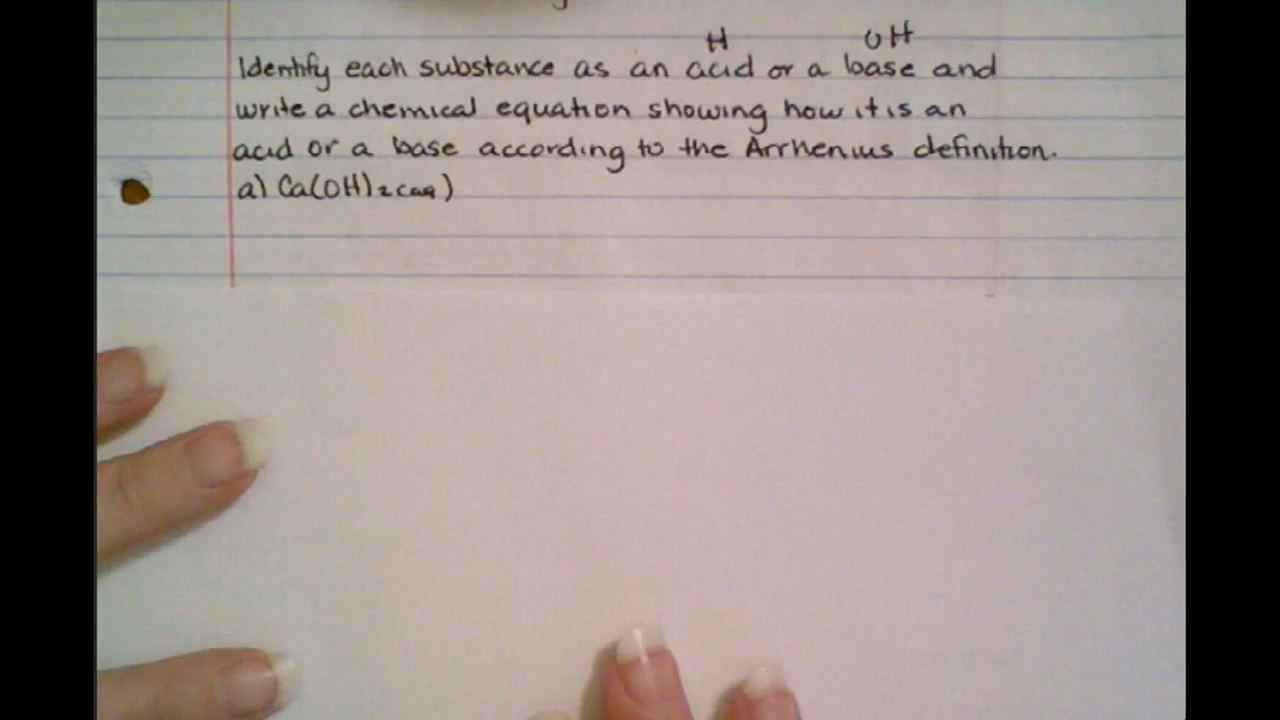 H OH
Identify each substance as an acid or a base and
write a chemical equation showing how it is an
acid or a base according to the Arrhenius definition.
a) Ca(OH)₂(aq)